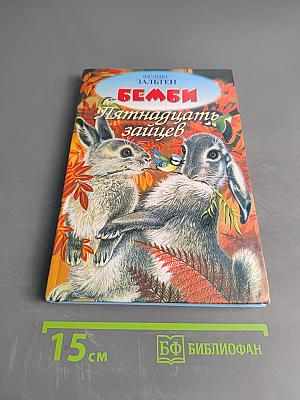 ФЕЛИКС
ЗАЛЬТЕН
БЕМБИ
Пятнадцать
зайцев
15 см
БФ БИБЛИОФАН